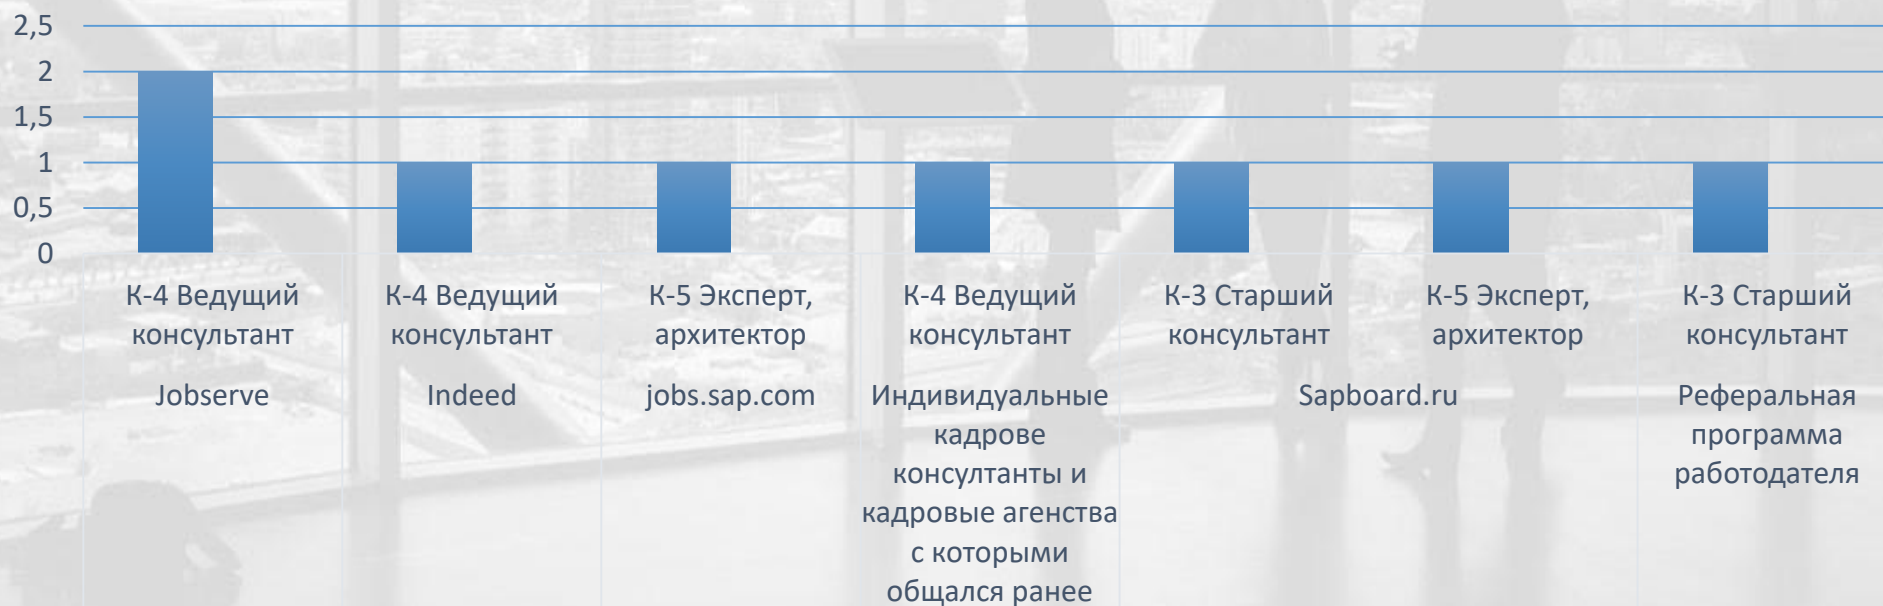 2,5
2
1,5
1
0,5
0
К-4 Ведущий
консультант
К-4 Ведущий
консультант
К-5 Эксперт,
архитектор
К-4 Ведущий
консультант
К-3 Старший
консультант
К-5 Эксперт,
архитектор
К-3 Старший
консультант
Jobserve
Indeed
jobs.sap.com
Индивидуальные
кадрове
консултанты и
кадровые агенства
с которыми
общался ранее
Sapboard.ru
Реферальная
программа
работодателя